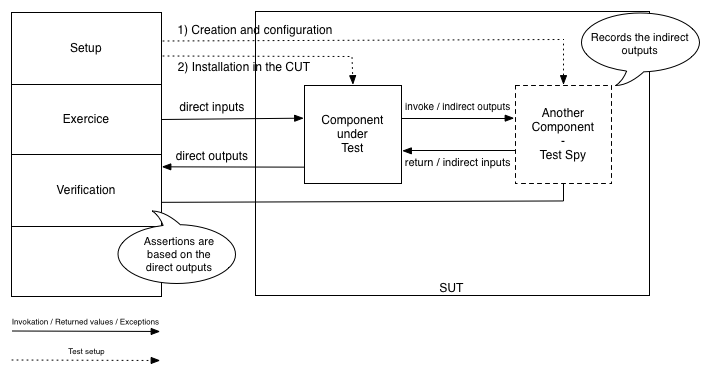 1) Creation and configuration
Setup
2) Installation in the CUT
Records the indirect
outputs
Exercice
direct inputs
Component
under
Test
invoke / indirect outputs
Another
Component
-
Test Spy
direct outputs
return / indirect inputs
Verification
Assertions are
based on the
direct outputs
SUT
Invokation / Returned values / Exceptions
Test setup